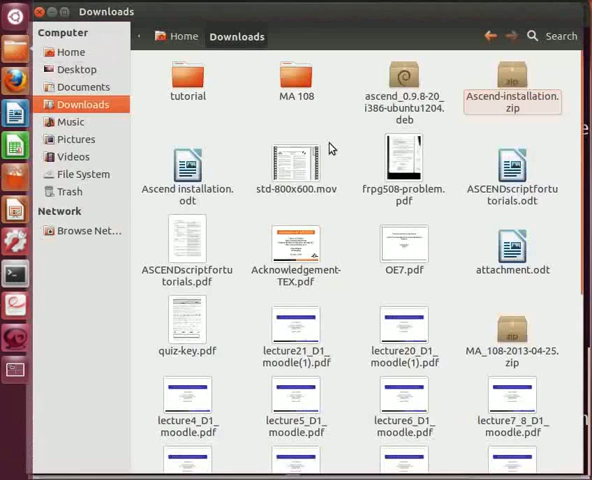 Downloads
Computer
Home
Desktop
Documents
Downloads
Music
Pictures
Videos
File System
Trash
Network
Browse Net...
Home
Downloads
Search
tutorial
MA 108
ascend_0.9.8-20_
i386-ubuntu1204.
deb
Ascend-installation.
zip
Ascend installation.
odt
std-800x600.mov
frpg508-problem.
pdf
ASCENDscriptfortu
torials.odt
ASCENDscriptfortu
torials.pdf
Acknowledgement-
TEX.pdf
OE7.pdf
attachment.odt
quiz-key.pdf
lecture21_D1_
moodle(1).pdf
lecture20_D1_
moodle(1).pdf
MA_108-2013-04-25.
zip
lecture4_D1_
moodle.pdf
lecture5_D1_
moodle.pdf
lecture6_D1_
moodle.pdf
lecture7_8_D1_
moodle.pdf